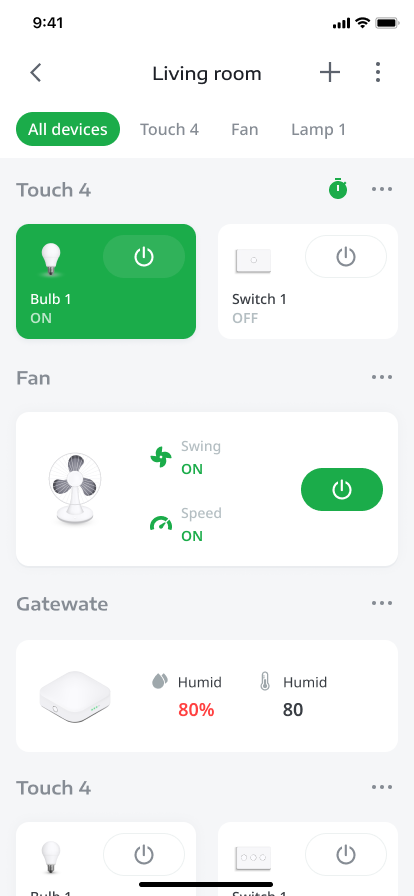 9:41
Living room
All devices Touch 4 Fan Lamp 1
Touch 4
Bulb 1
ON
Switch 1
OFF
Fan
Swing
ON
Speed
ON
Gatewate
Humid
80%
Humid
80
Touch 4
Bulb 1
Switch 1